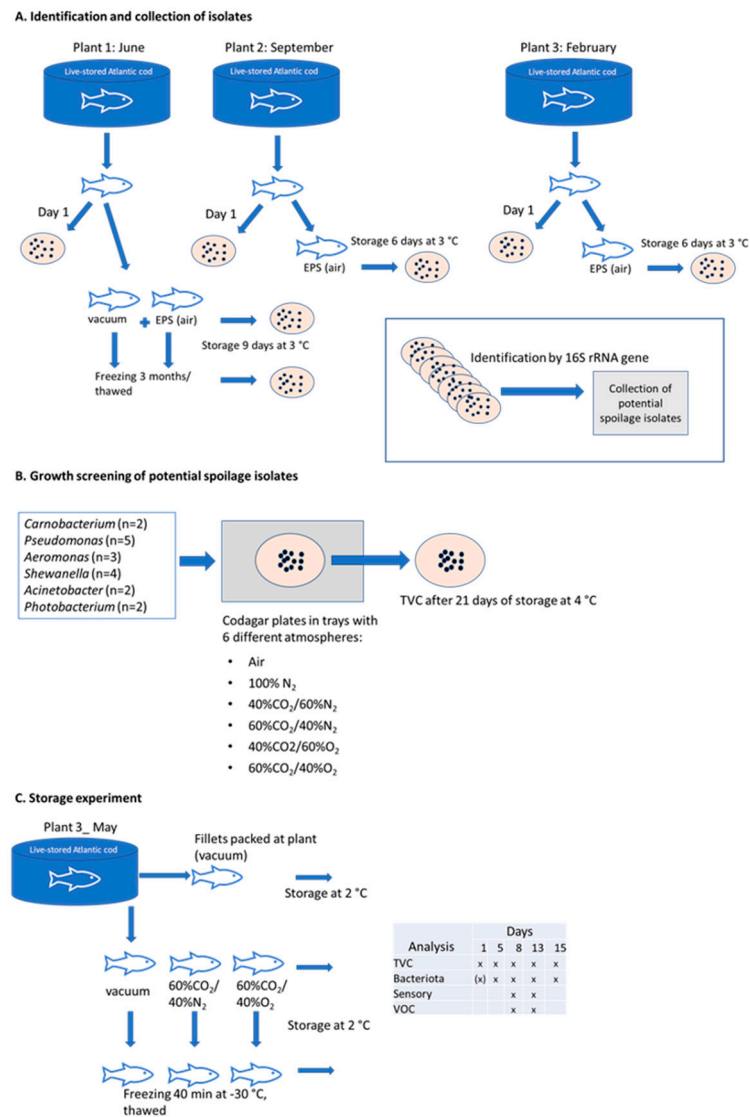 A. Identification and collection of isolates
Plant 1: June
Plant 2: September
Plant 3: February
Live-stored Atlantic cod
Live-stored Atlantic cod
Live-stored Atlantic cod
Day 1
Day 1
Day 1
Storage 6 days at 3 °C
EPS (air)
Storage 6 days at 3 °C
EPS (air)
vacuum
EPS (air)
Storage 9 days at 3 °C
Freezing 3 months/
thawed
Identification by 16S rRNA gene
Collection of
potential
spoilage isolates
B. Growth screening of potential spoilage isolates
Carnobacterium (n=2)
Pseudomonas (n=5)
Aeromonas (n=3)
Shewanella (n=4)
Acinetobacter (n=2)
Photobacterium (n=2)
TVC after 21 days of storage at 4 °C
Codagar plates in trays with
6 different atmospheres:
• Air
• 100% N₂
• 40%CO₂/60%N₂
• 60%CO₂/40%N₂
• 40%CO2/60%O₂
• 60%CO₂/40%O₂
C. Storage experiment
Plant 3_ May
Live-stored Atlantic cod
Fillets packed at plant
(vacuum)
Storage at 2 °C
vacuum
60%CO₂/
40%N₂
60%CO₂/
40%O₂
Storage at 2 °C
Freezing 40 min at -30 °C,
thawed
Days
Analysis 1 5 8 13 15
TVC x x x x x
Bacteriota (x) x x x x
Sensory x x
VOC x x